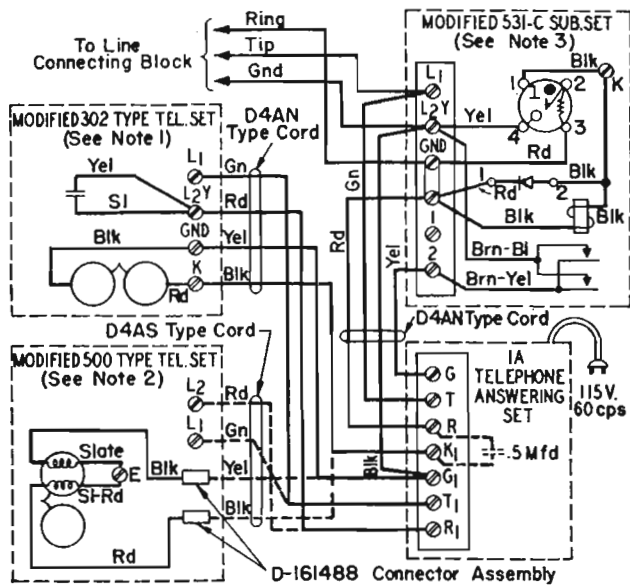 Ring
Tip
Gnd
To Line
Connecting Block
MODIFIED 531-C SUB. SET
(See Note 3)
L1
L2Y
GND
1
2
Yel
Blk
K
1
2
1
4
3
Rd
1
Rd
2
Blk
Blk
Blk
Brn-Bl
Brn-Yel
MODIFIED 302 TYPE TEL. SET
(See Note 1)
Yel
Sl
Blk
Rd
L1
L2Y
GND
K
D4AN
Type Cord
Gn
Rd
Yel
Blk
Gn
Rd
Yel
Blk
D4AN Type Cord
D4AS Type Cord
MODIFIED 500 TYPE TEL. SET
(See Note 2)
L2
L1
Slate
E
Sl-Rd
Rd
Blk
Rd
Gn
Yel
Blk
G
T
R
K1
G1
T1
R1
1A
TELEPHONE
ANSWERING
SET
.5 Mfd
115 V.
60 cps
D-161488 Connector Assembly